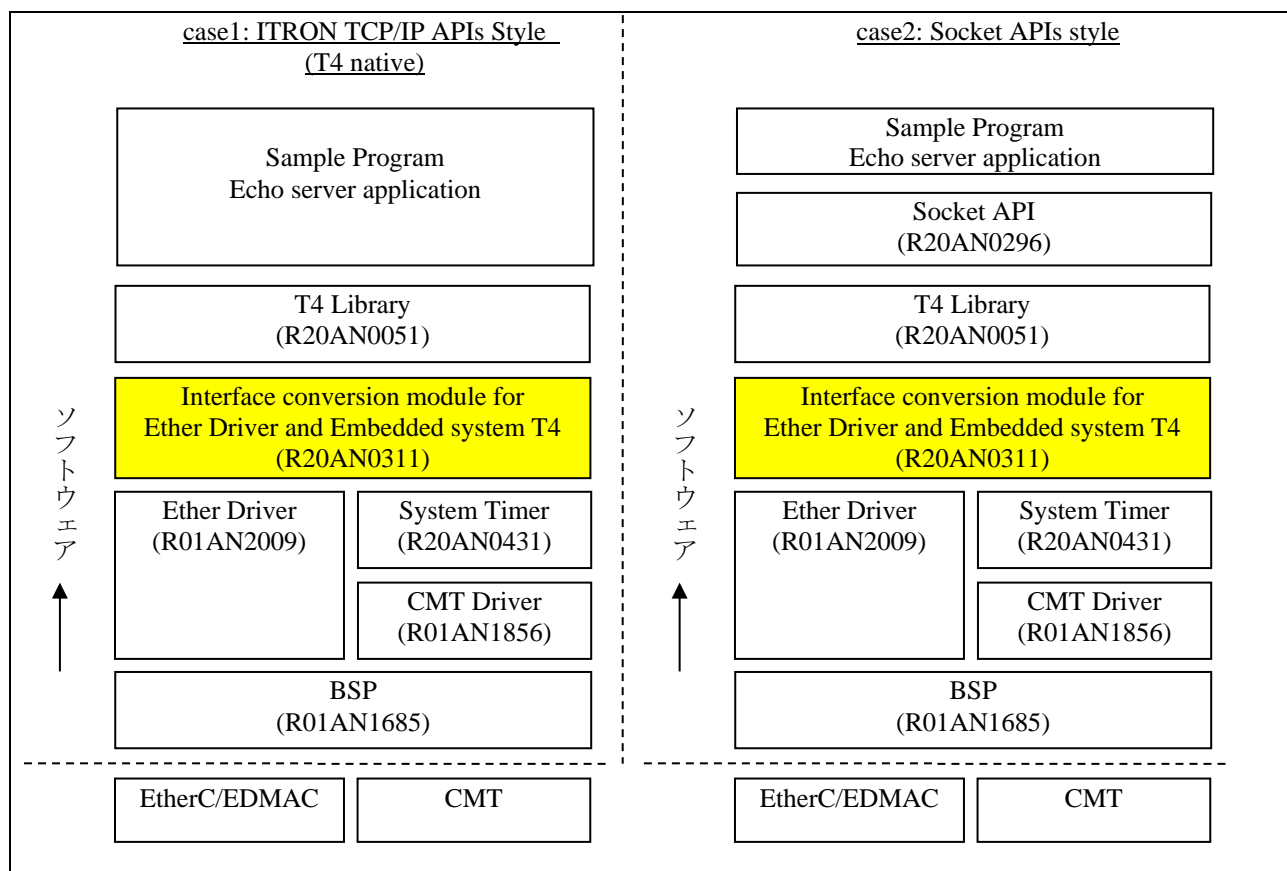 case1: ITRON TCP/IP APIs Style
(T4 native)
Sample Program
Echo server application
T4 Library
(R20AN0051)
Interface conversion module for
Ether Driver and Embedded system T4
(R20AN0311)
Ether Driver
(R01AN2009)
System Timer
(R20AN0431)
CMT Driver
(R01AN1856)
BSP
(R01AN1685)
EtherC/EDMAC
CMT
ソフトウェア
case2: Socket APIs style
Sample Program
Echo server application
Socket API
(R20AN0296)
T4 Library
(R20AN0051)
Interface conversion module for
Ether Driver and Embedded system T4
(R20AN0311)
Ether Driver
(R01AN2009)
System Timer
(R20AN0431)
CMT Driver
(R01AN1856)
BSP
(R01AN1685)
EtherC/EDMAC
CMT
ソフトウェア